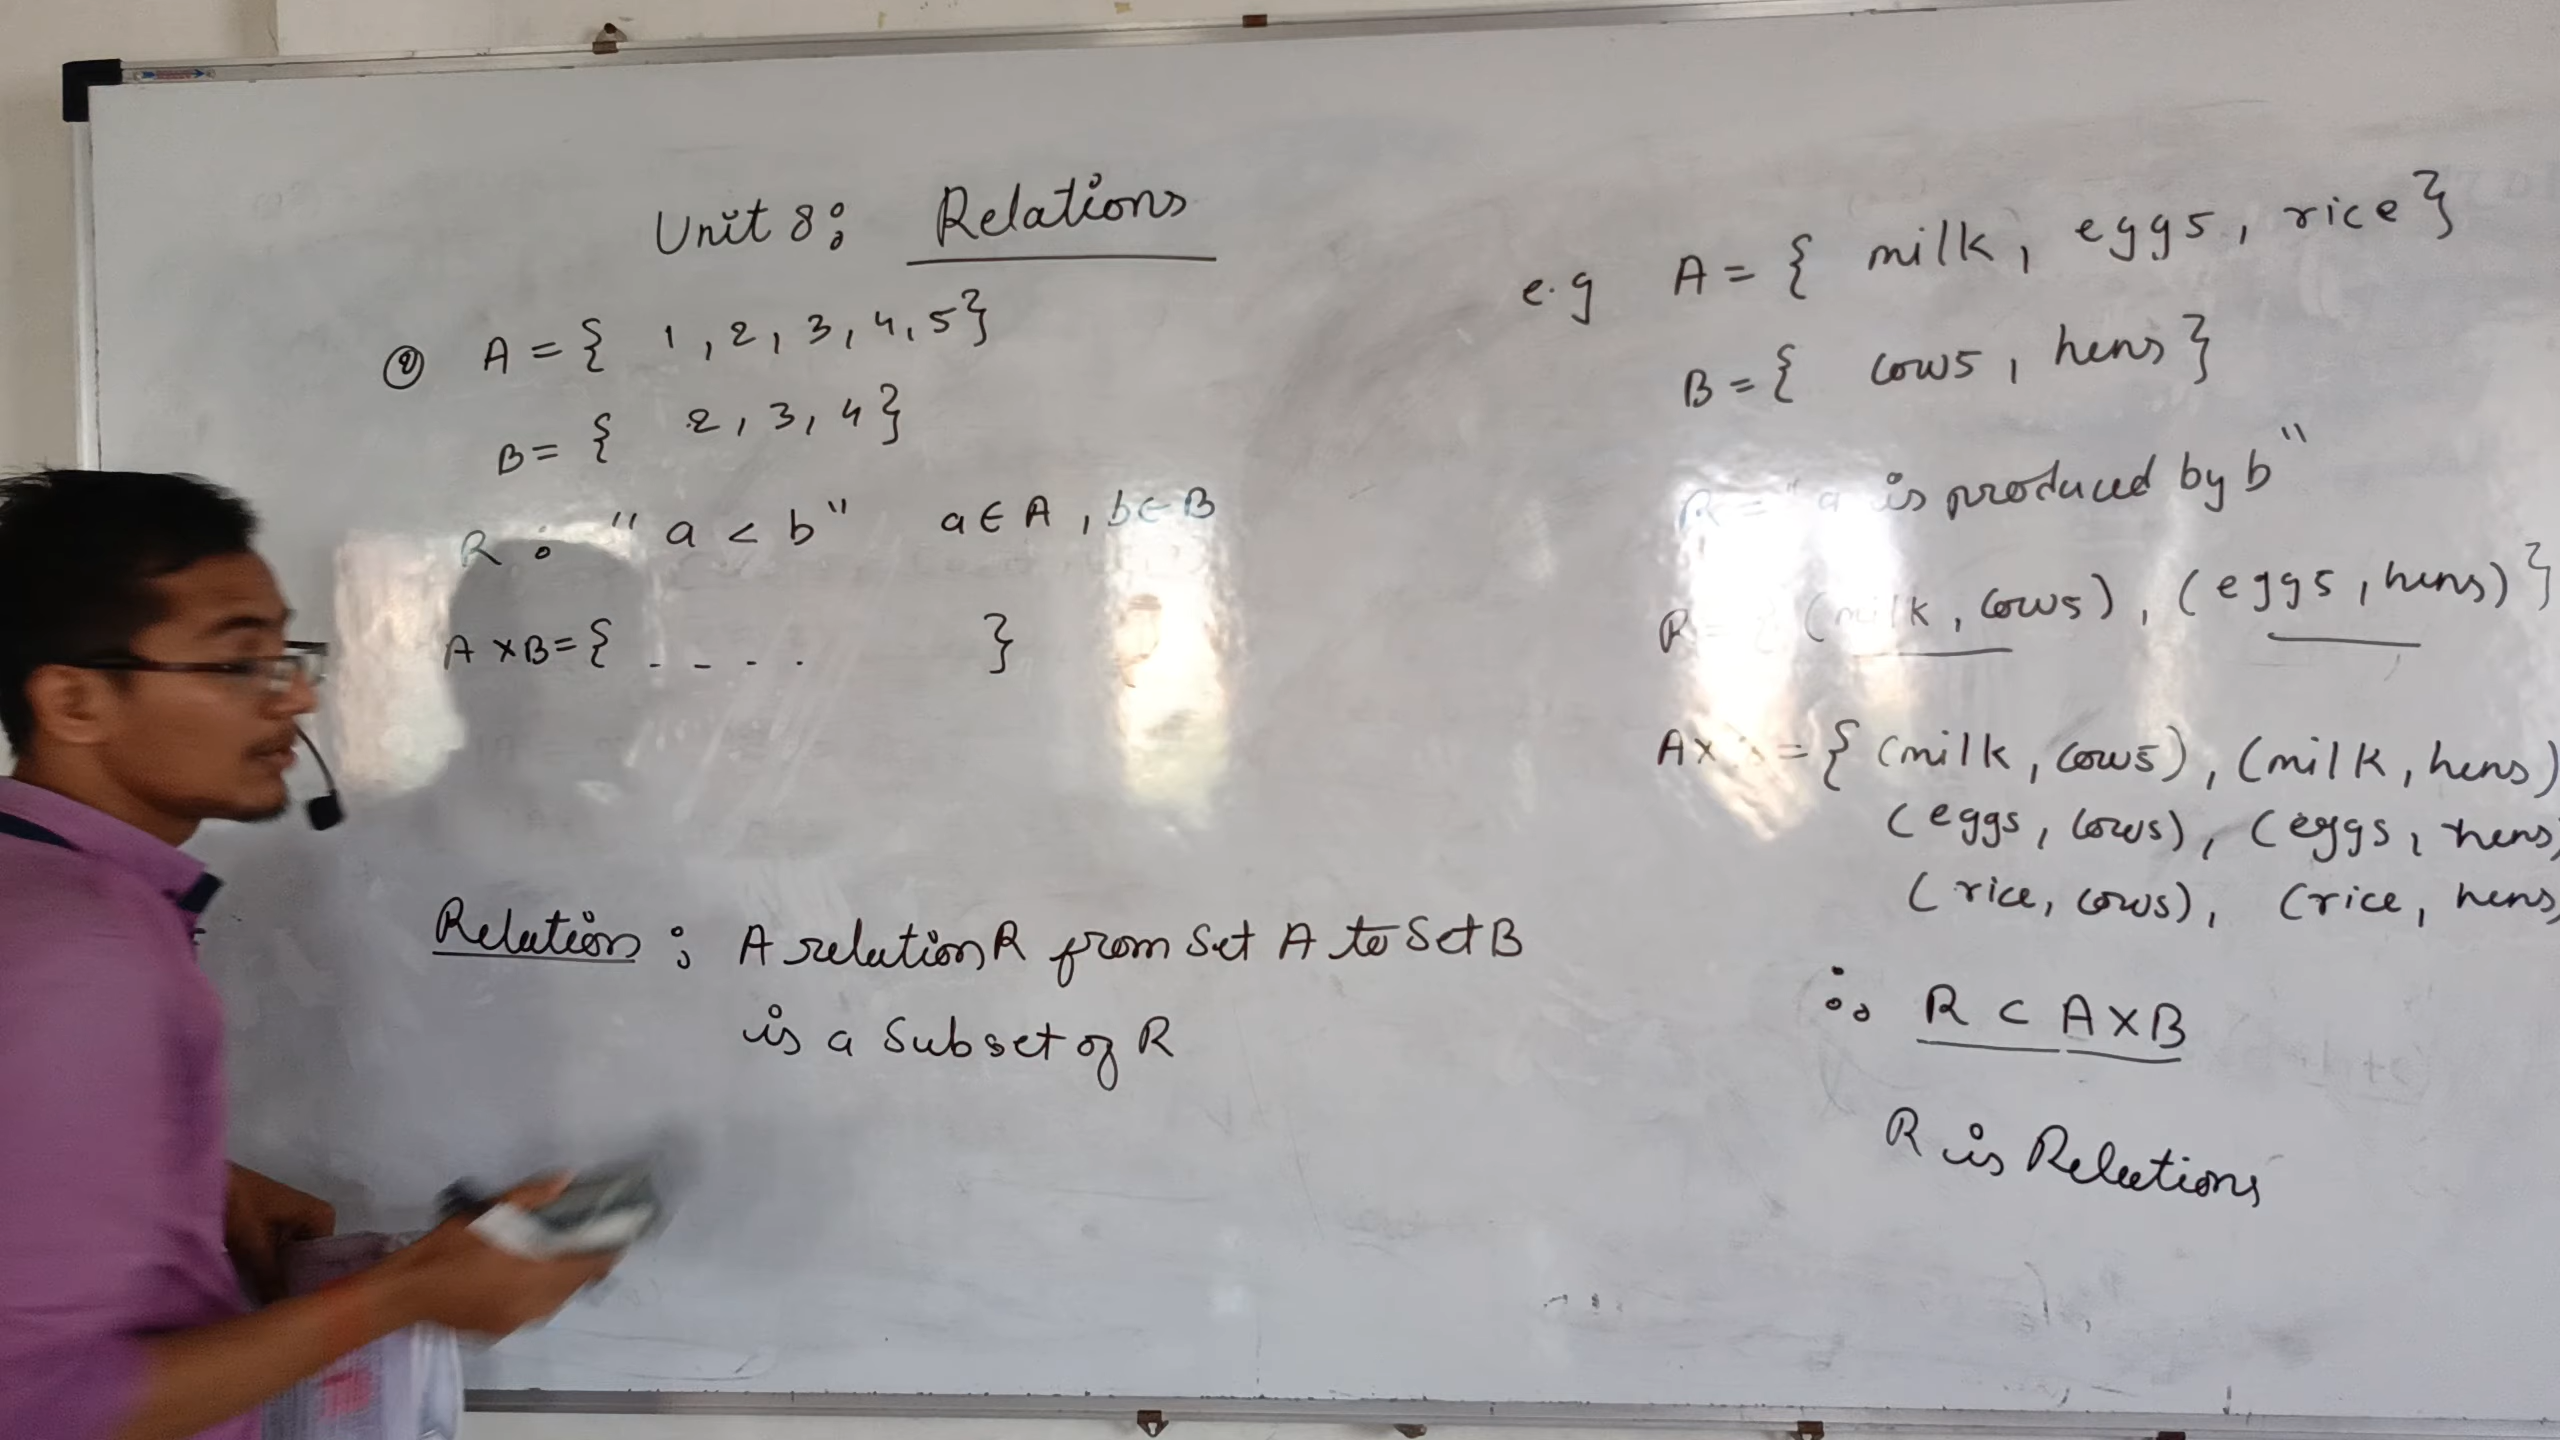 Unit 8: Relations
Q A = { 1, 2, 3, 4, 5}
B = { 2, 3, 4}
R : " a < b " a ∈ A , b ∈ B
A × B = { - - - - }
Relation : A relation R from Set A to Set B
is a Subset of R
e.g A = { milk, eggs, rice }
B = { cows, hens }
R = " a is produced by b "
R = { (milk, cows), (eggs, hens) }
A × = { (milk, cows), (milk, hens)
(eggs, cows), (eggs, hens)
(rice, cows), (rice, hens)
∴ R ⊂ A × B
R is Relations